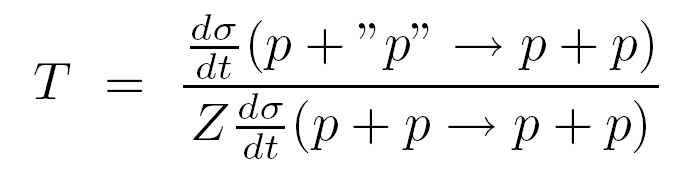 T = \frac{\frac{d\sigma}{dt}(p + "p" \rightarrow p + p)}{Z\frac{d\sigma}{dt}(p + p \rightarrow p + p)}